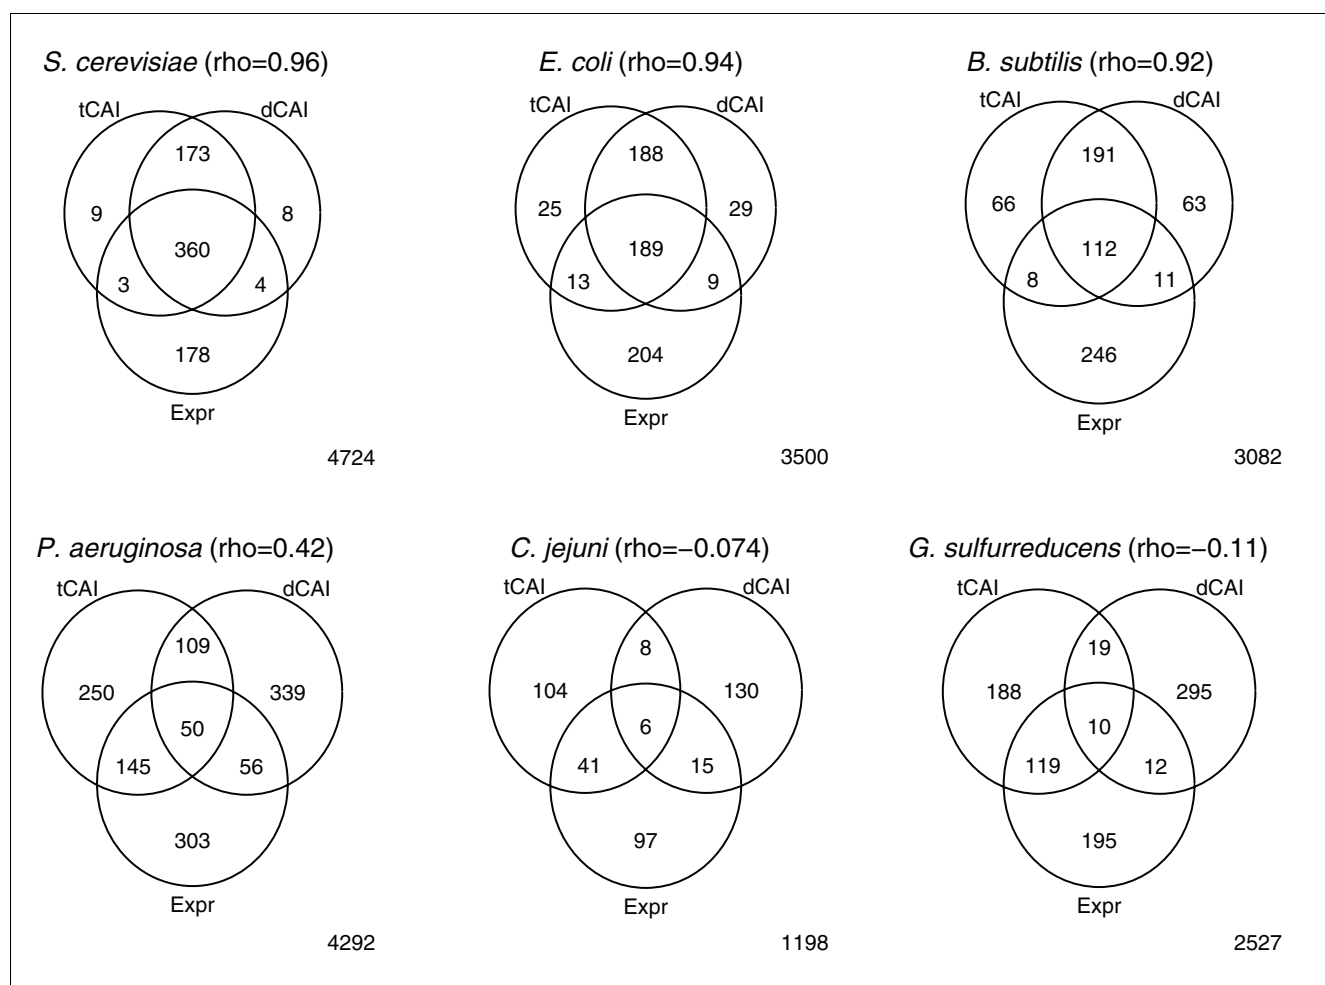 S. cerevisiae (rho=0.96)
tCAI
dCAI
173
9
8
360
3
4
178
Expr
4724
E. coli (rho=0.94)
tCAI
dCAI
188
25
29
189
13
9
204
Expr
3500
B. subtilis (rho=0.92)
tCAI
dCAI
191
66
63
112
8
11
246
Expr
3082
P. aeruginosa (rho=0.42)
tCAI
dCAI
109
250
339
50
145
56
303
Expr
4292
C. jejuni (rho=−0.074)
tCAI
dCAI
8
104
130
6
41
15
97
Expr
1198
G. sulfurreducens (rho=−0.11)
tCAI
dCAI
19
188
295
10
119
12
195
Expr
2527